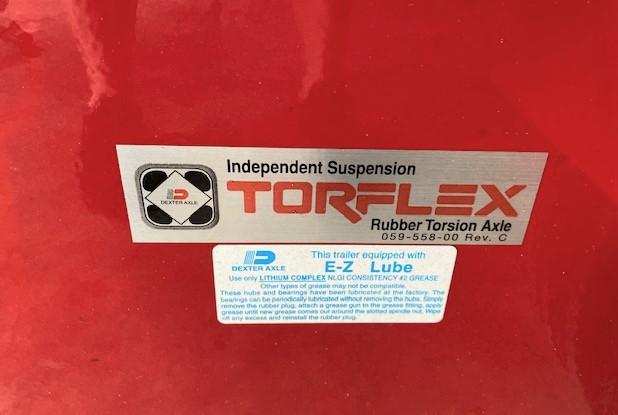 Independent Suspension
DEXTER AXLE
TORFLEX
Rubber Torsion Axle
059-558-00 Rev. C
DEXTER AXLE
This trailer equipped with
E-Z Lube
Use only LITHIUM COMPLEX NLGI CONSISTENCY #2 GREASE
Other types of grease may not be compatible.
These hubs and bearings have been lubricated at the factory. The
bearings can be periodically lubricated without removing the hubs. Simply
remove the rubber plug, attach a grease gun to the grease fitting, apply
grease until new grease comes out around the slotted spindle nut. Wipe
off any excess and reinstall the rubber plug.